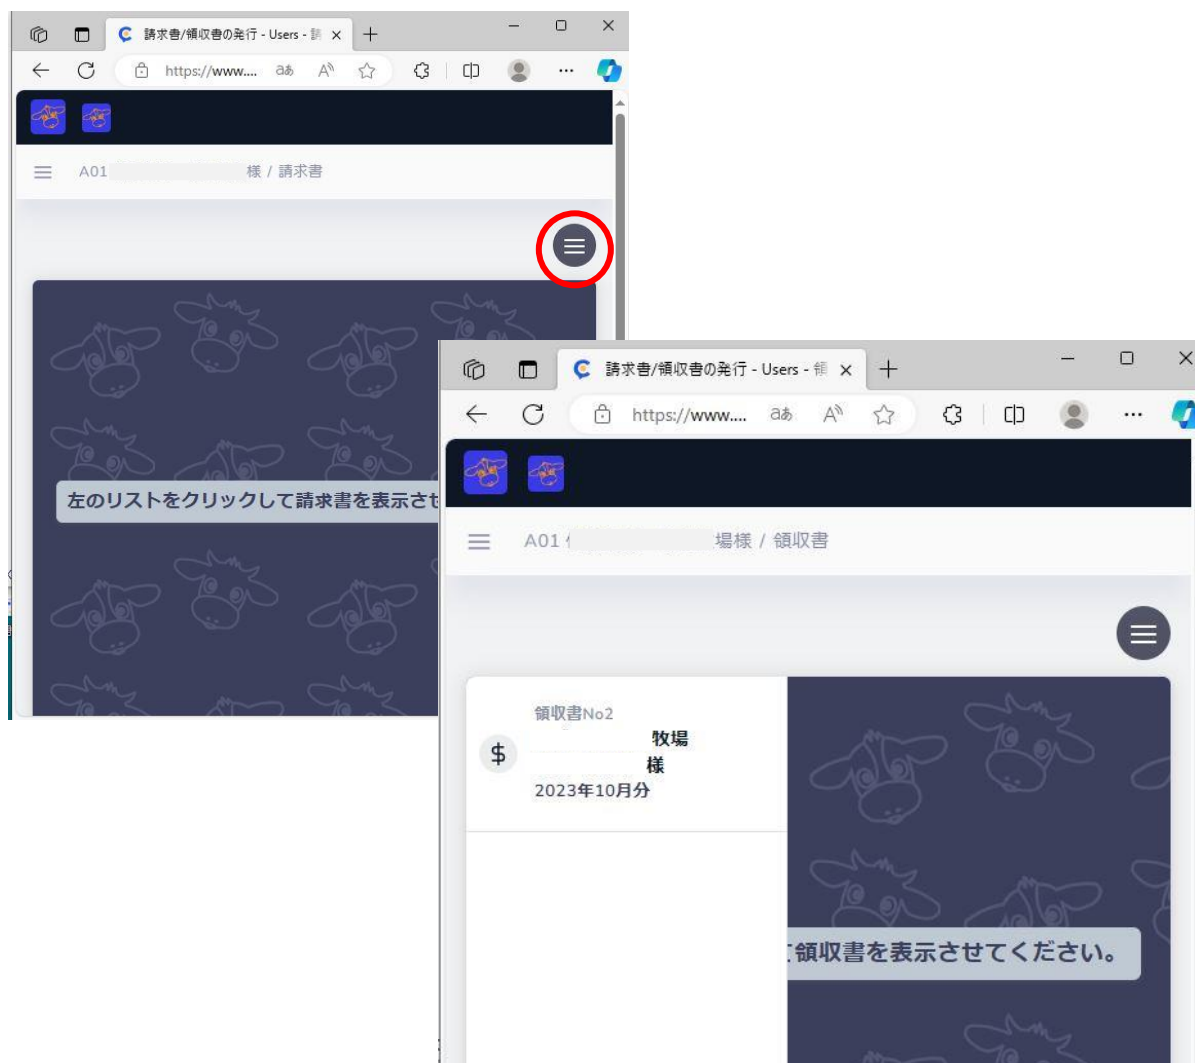 請求書/領収書の発行 - Users - 請
https://www....
A01 様 / 請求書
左のリストをクリックして請求書を表示させ
請求書/領収書の発行 - Users - 領
https://www....
A01 場様 / 領収書
領収書No2
牧場
$
様
2023年10月分
領収書を表示させてください。